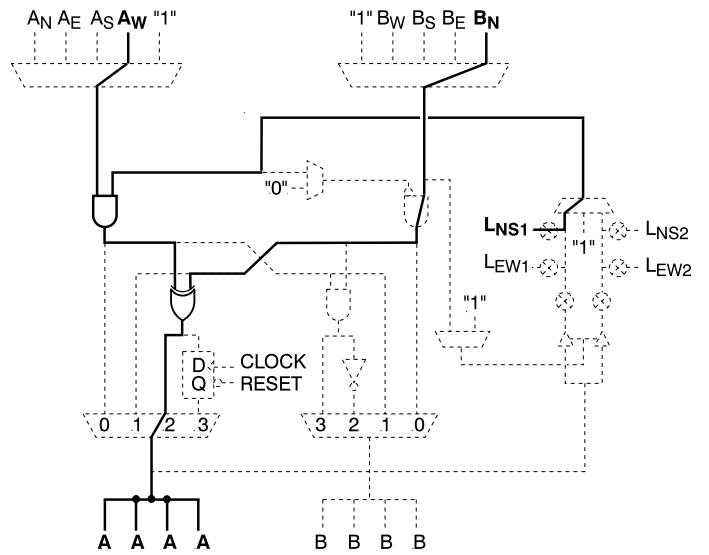 AN AE AS AW "1" "1" BW BS BE BN
"0"
LNS1 LNS2
"1"
LEW1 LEW2
"1"
D CLOCK
Q RESET
0 1 2 3 3 2 1 0
A A A A B B B B